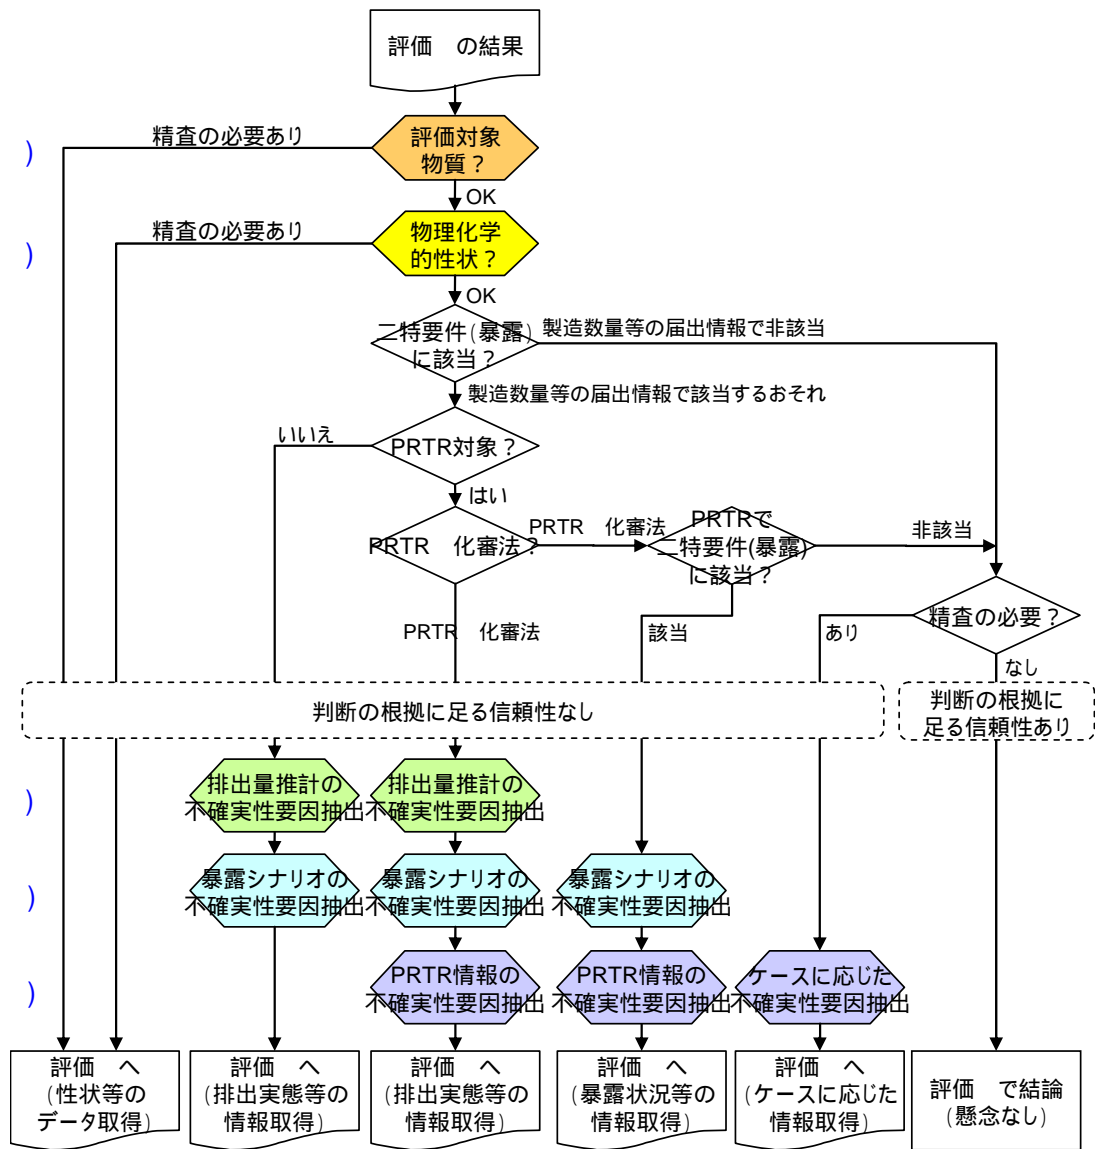 評価　の結果
精査の必要あり
)
評価対象
物質？
OK
精査の必要あり
)
物理化学
的性状？
OK
二特要件(暴露)
に該当？
製造数量等の届出情報で非該当
製造数量等の届出情報で該当するおそれ
いいえ
PRTR対象？
はい
PRTR　化審法？
PRTR　化審法
PRTRで
二特要件(暴露)
に該当？
非該当
精査の必要？
PRTR　化審法
該当
あり
なし
判断の根拠に足る信頼性なし
判断の根拠に
足る信頼性あり
)
排出量推計の
不確実性要因抽出
排出量推計の
不確実性要因抽出
)
暴露シナリオの
不確実性要因抽出
暴露シナリオの
不確実性要因抽出
暴露シナリオの
不確実性要因抽出
)
PRTR情報の
不確実性要因抽出
PRTR情報の
不確実性要因抽出
ケースに応じた
不確実性要因抽出
評価　へ
(性状等の
データ取得)
評価　へ
(排出実態等の
情報取得)
評価　へ
(排出実態等の
情報取得)
評価　へ
(暴露状況等の
情報取得)
評価　へ
(ケースに応じた
情報取得)
評価　で結論
(懸念なし)